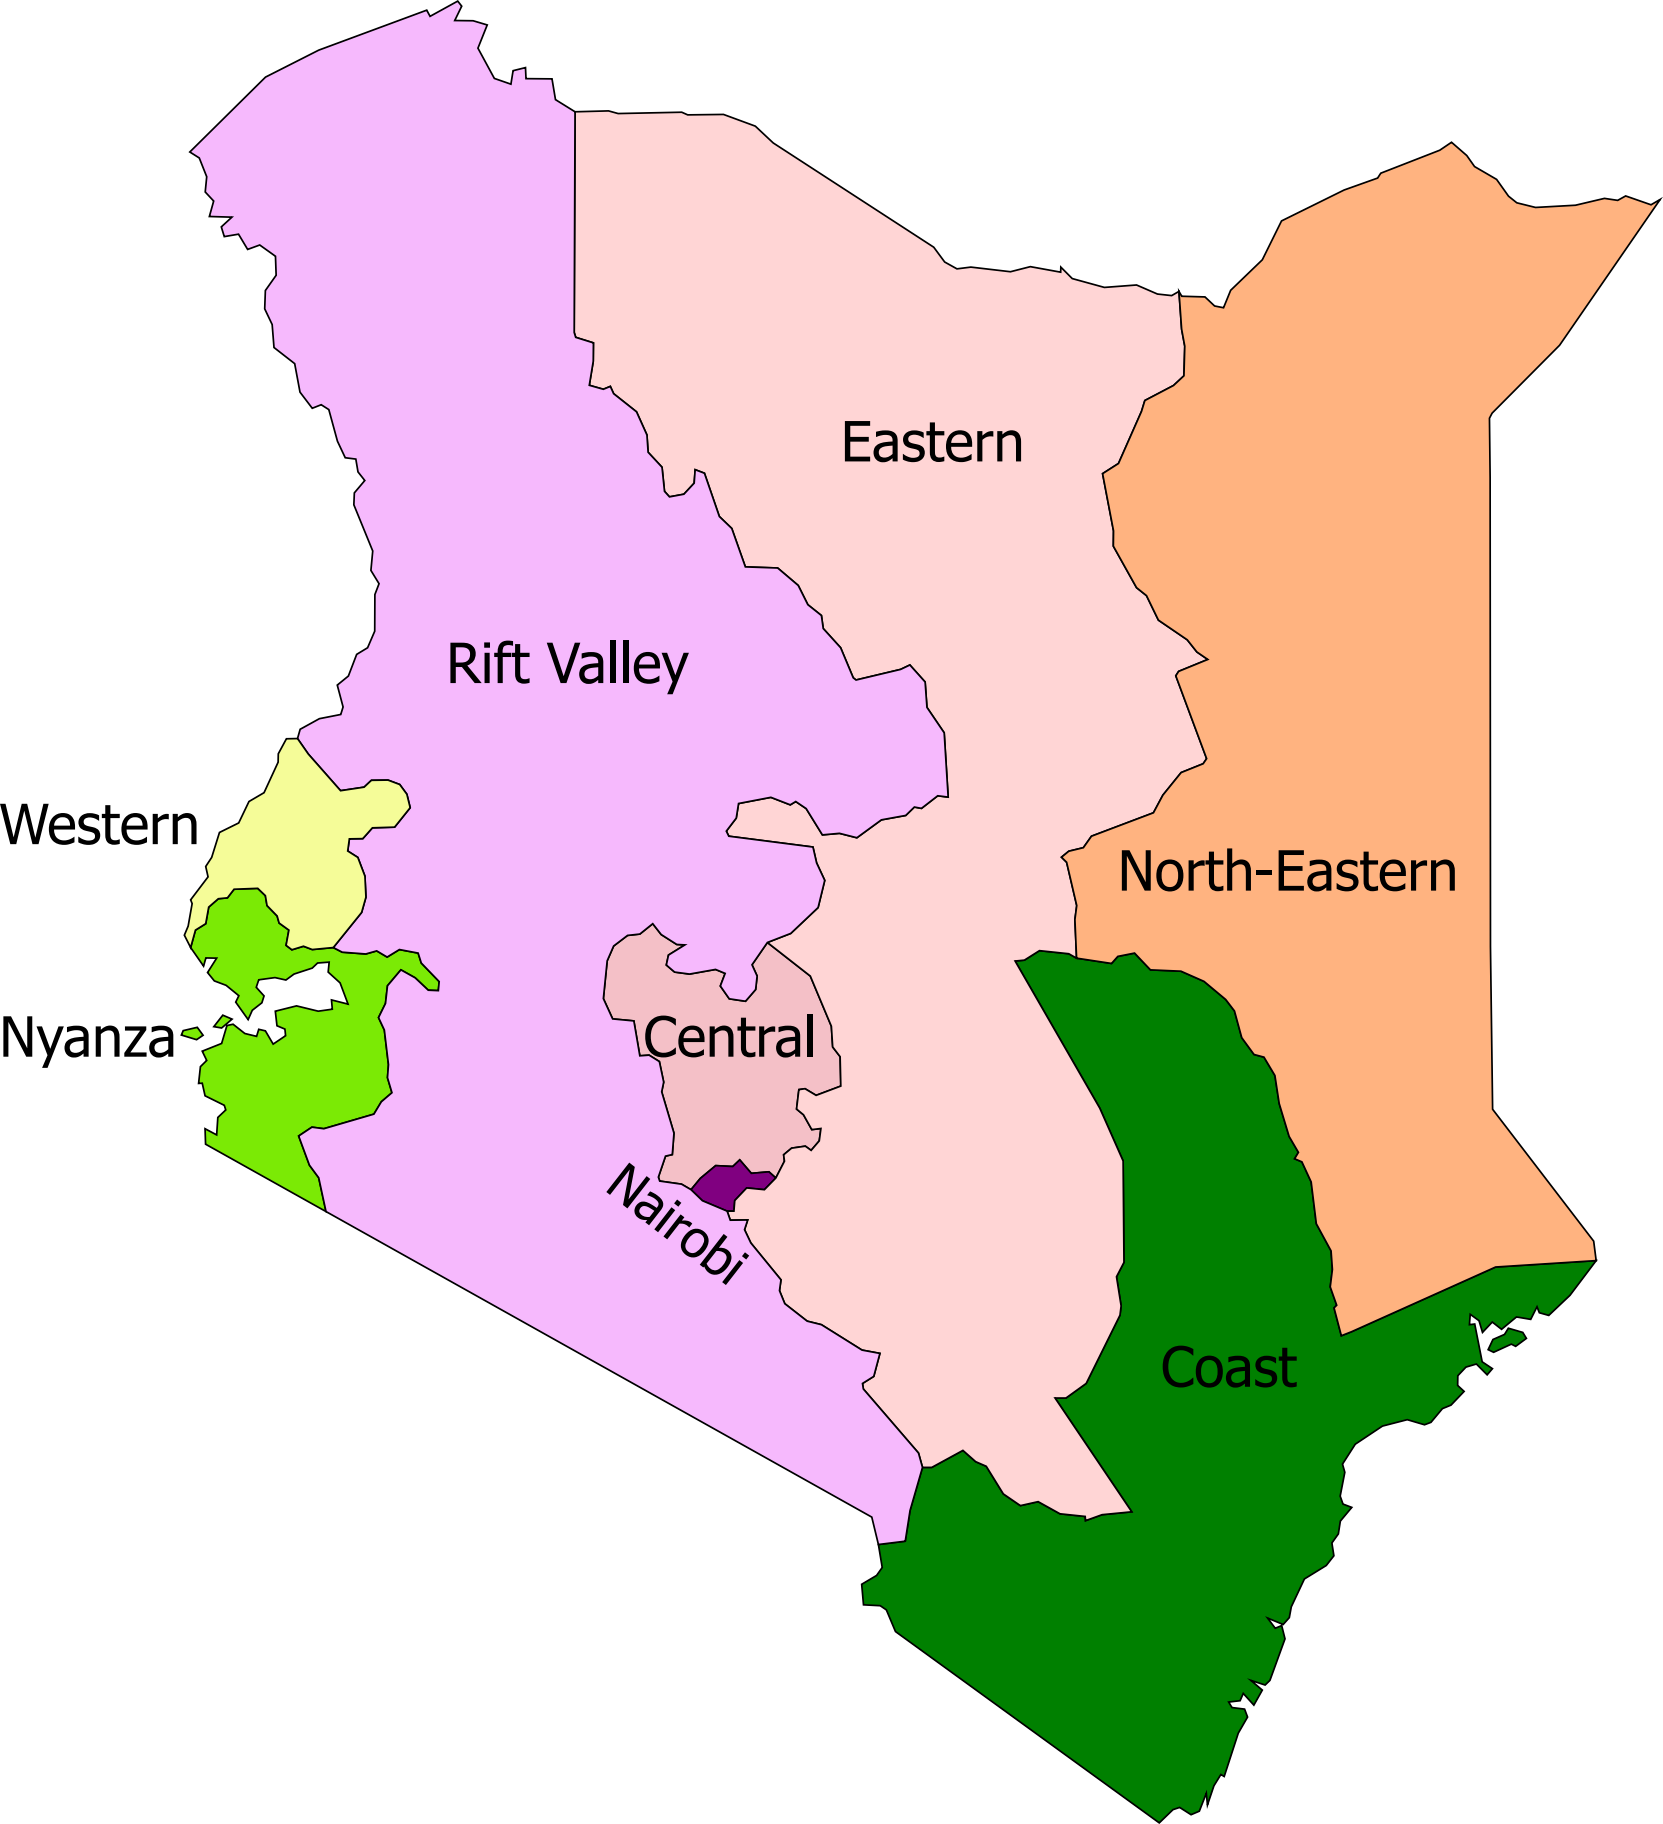 Eastern
Rift Valley
Western
North-Eastern
Nyanza
Central
Nairobi
Coast